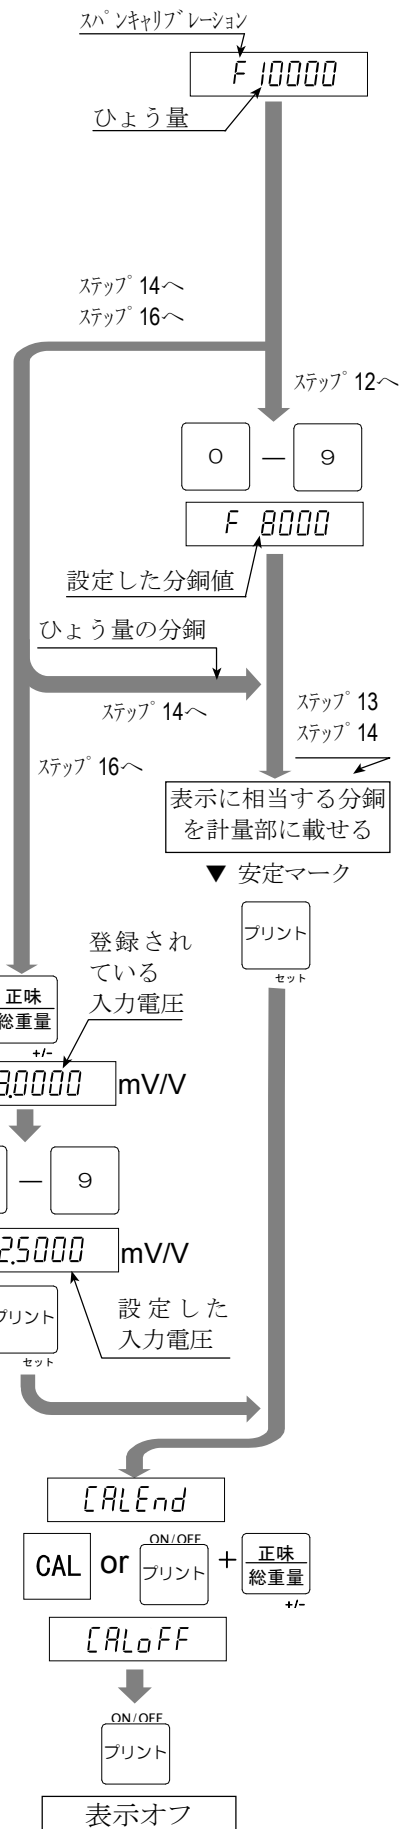 スパンキャリブレーション
F 10000
ひょう量
ステップ 14へ
ステップ 16へ
ステップ 12へ
0 ― 9
F 8000
設定した分銅値
ひょう量の分銅
ステップ 14へ
ステップ 13
ステップ 14
ステップ 16へ
表示に相当する分銅
を計量部に載せる
▼ 安定マーク
プリント
セット
登録され
ている
入力電圧
正味
総重量
+/-
3.0000 mV/V
― 9
2.5000 mV/V
プリント
セット
設定した
入力電圧
CALEnd
CAL or ON/OFF プリント + 正味
総重量
+/-
CALoFF
ON/OFF
プリント
表示オフ